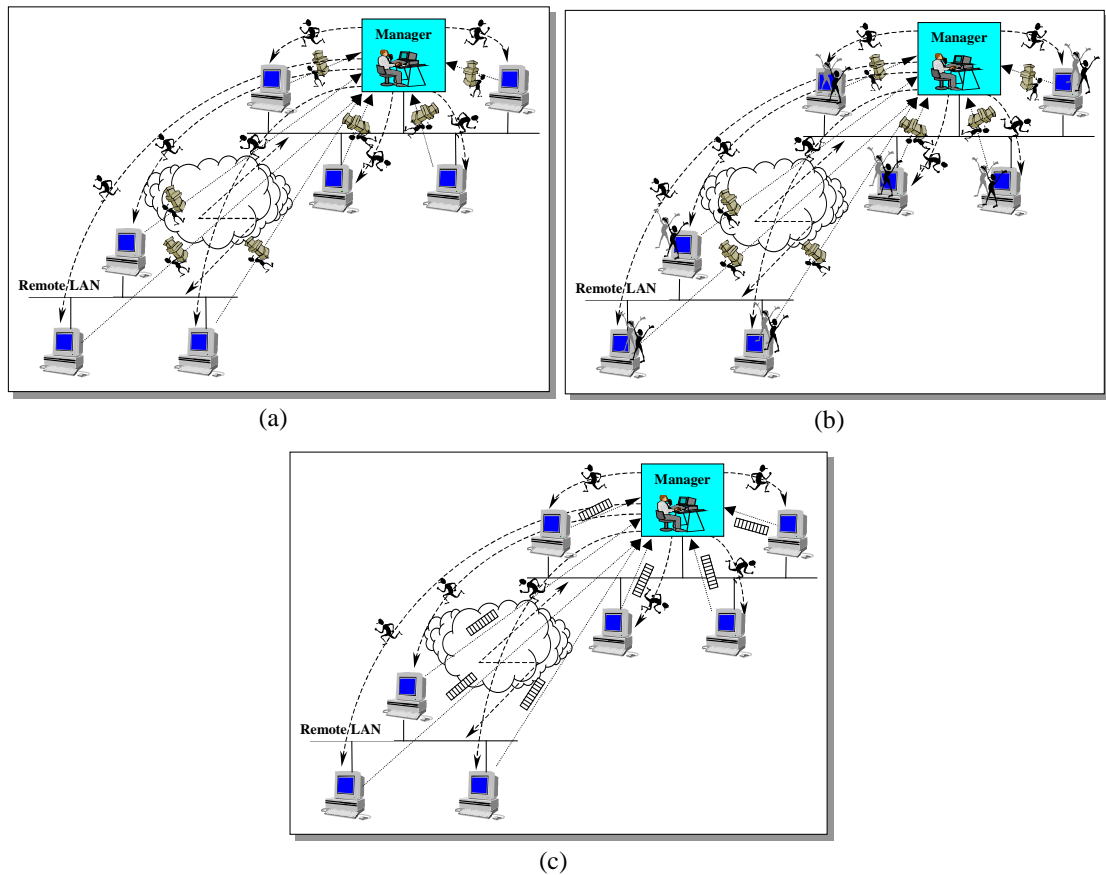 Manager
Remote LAN
(a)
Manager
Remote LAN
(b)
Manager
Remote LAN
(c)